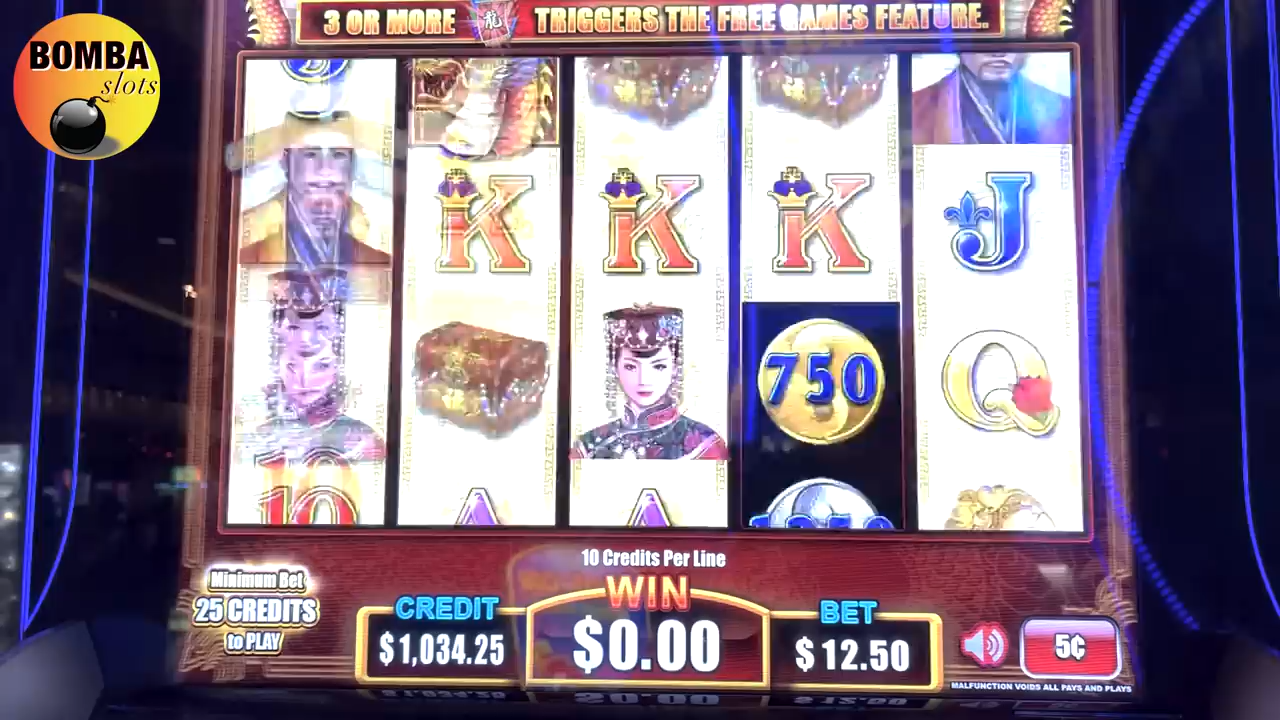 BOMBA
slots
3 OR MORE 龍 TRIGGERS THE FREE GAMES FEATURE.
K K K J
750 Q
10 A A
10 Credits Per Line
Minimum Bet
25 CREDITS
to PLAY
CREDIT
$1,034.25
WIN
$0.00
BET
$12.50
5¢
MALFUNCTION VOIDS ALL PAYS AND PLAYS